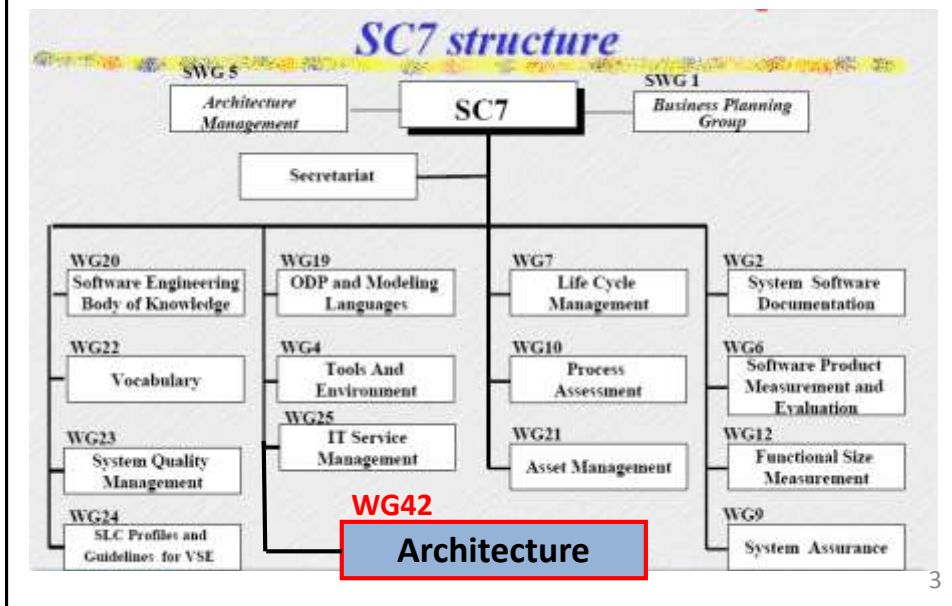 SC7 structure
SWG 5
Architecture
Management
SC7
SWG 1
Business Planning
Group
Secretariat
WG20
Software Engineering
Body of Knowledge
WG19
ODP and Modeling
Languages
WG7
Life Cycle
Management
WG2
System Software
Documentation
WG22
Vocabulary
WG4
Tools And
Environment
WG10
Process
Assessment
WG6
Software Product
Measurement and
Evaluation
WG23
System Quality
Management
WG25
IT Service
Management
WG21
Asset Management
WG12
Functional Size
Measurement
WG24
SLC Profiles and
Guidelines for VSE
WG42
Architecture
WG9
System Assurance
3